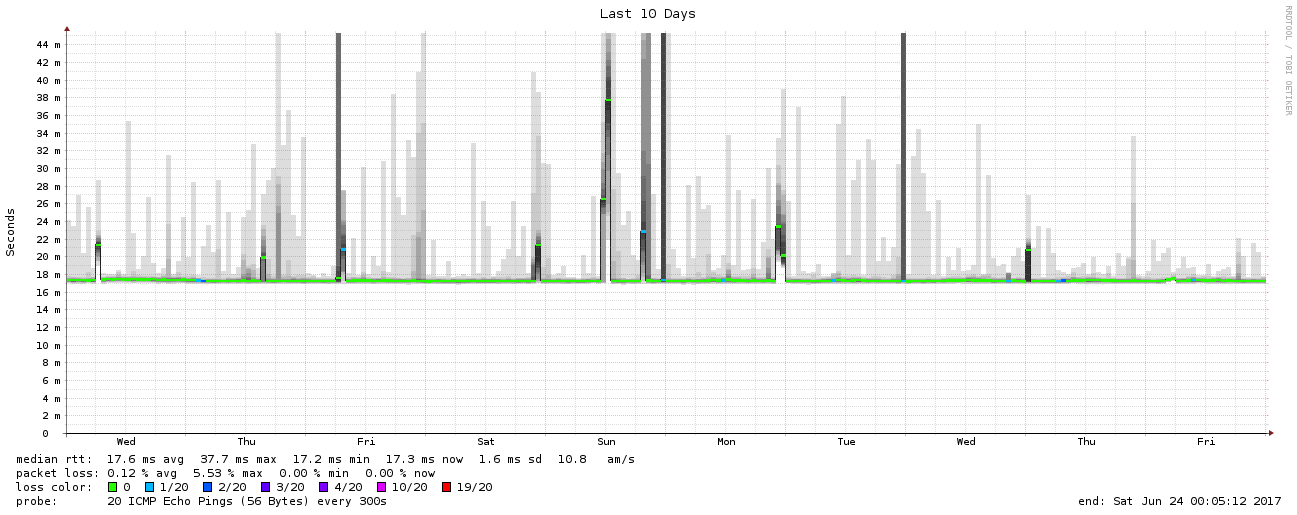 Last 10 Days
RRDTOOL / TOBI OETIKER
Seconds
44 m
42 m
40 m
38 m
36 m
34 m
32 m
30 m
28 m
26 m
24 m
22 m
20 m
18 m
16 m
14 m
12 m
10 m
8 m
6 m
4 m
2 m
0
Wed Thu Fri Sat Sun Mon Tue Wed Thu Fri
median rtt: 17.6 ms avg 37.7 ms max 17.2 ms min 17.3 ms now 1.6 ms sd 10.8 am/s
packet loss: 0.12 % avg 5.53 % max 0.00 % min 0.00 % now
loss color: 0 1/20 2/20 3/20 4/20 10/20 19/20
probe: 20 ICMP Echo Pings (56 Bytes) every 300s end: Sat Jun 24 00:05:12 2017